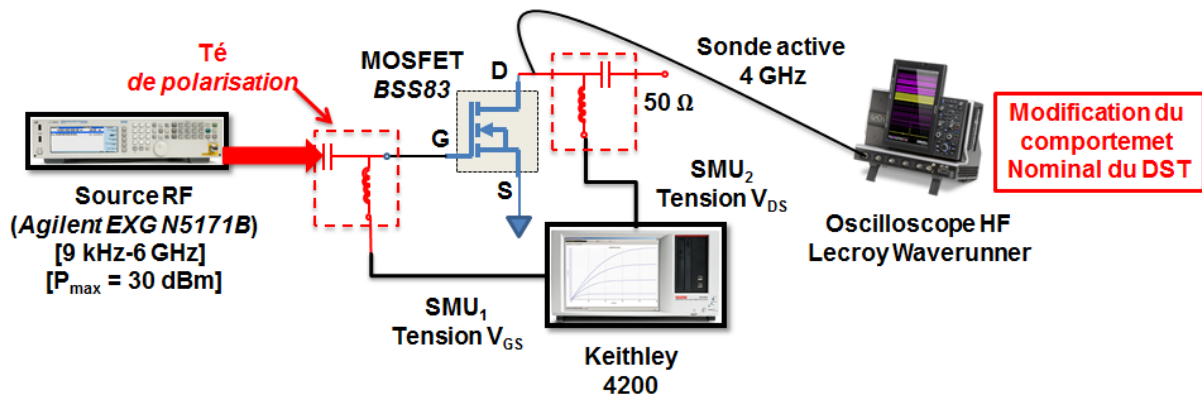 Té
de polarisation
MOSFET
BSS83
D
G
S
50 Ω
Sonde active
4 GHz
Modification du
comportemet
Nominal du DST
Source RF
(Agilent EXG N5171B)
[9 kHz-6 GHz]
[Pmax = 30 dBm]
SMU2
Tension VDS
Oscilloscope HF
Lecroy Waverunner
SMU1
Tension VGS
Keithley
4200